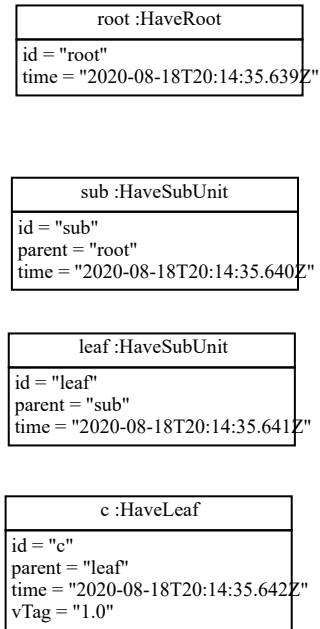 root :HaveRoot
id = "root"
time = "2020-08-18T20:14:35.639Z"
sub :HaveSubUnit
id = "sub"
parent = "root"
time = "2020-08-18T20:14:35.640Z"
leaf :HaveSubUnit
id = "leaf"
parent = "sub"
time = "2020-08-18T20:14:35.641Z"
c :HaveLeaf
id = "c"
parent = "leaf"
time = "2020-08-18T20:14:35.642Z"
vTag = "1.0"